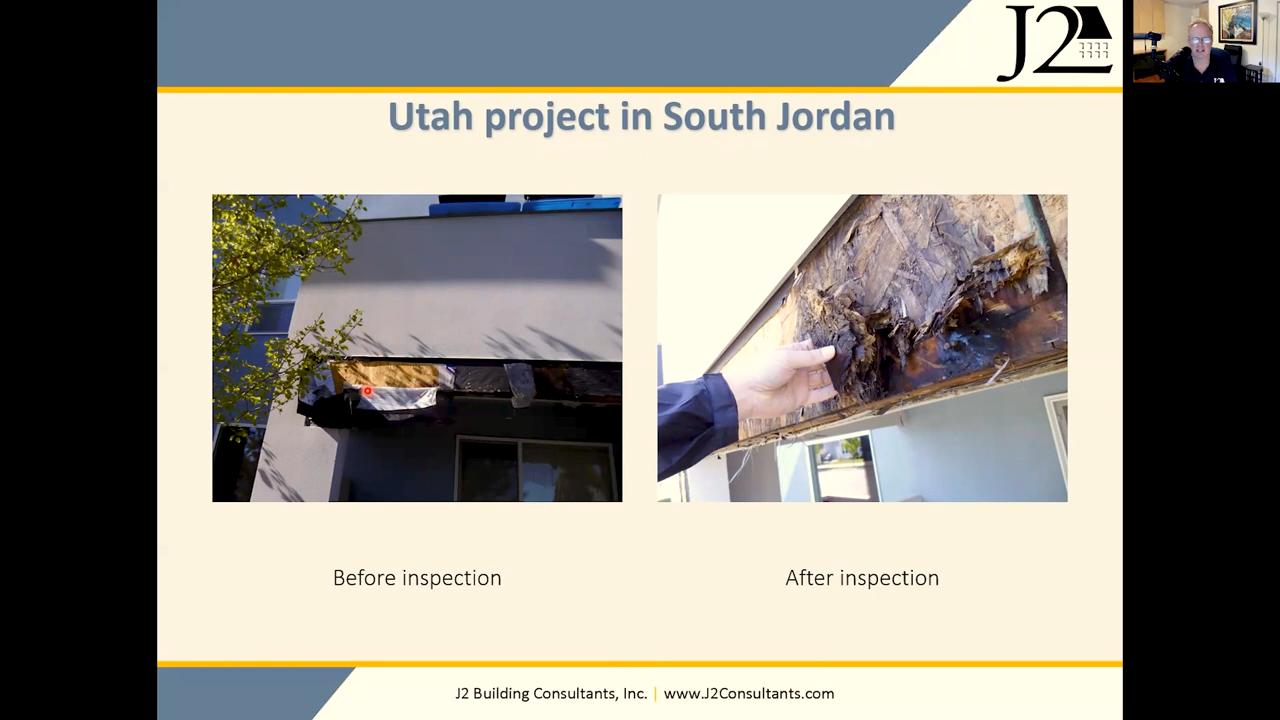 J2
Utah project in South Jordan
Before inspection
After inspection
J2 Building Consultants, Inc. | www.J2Consultants.com